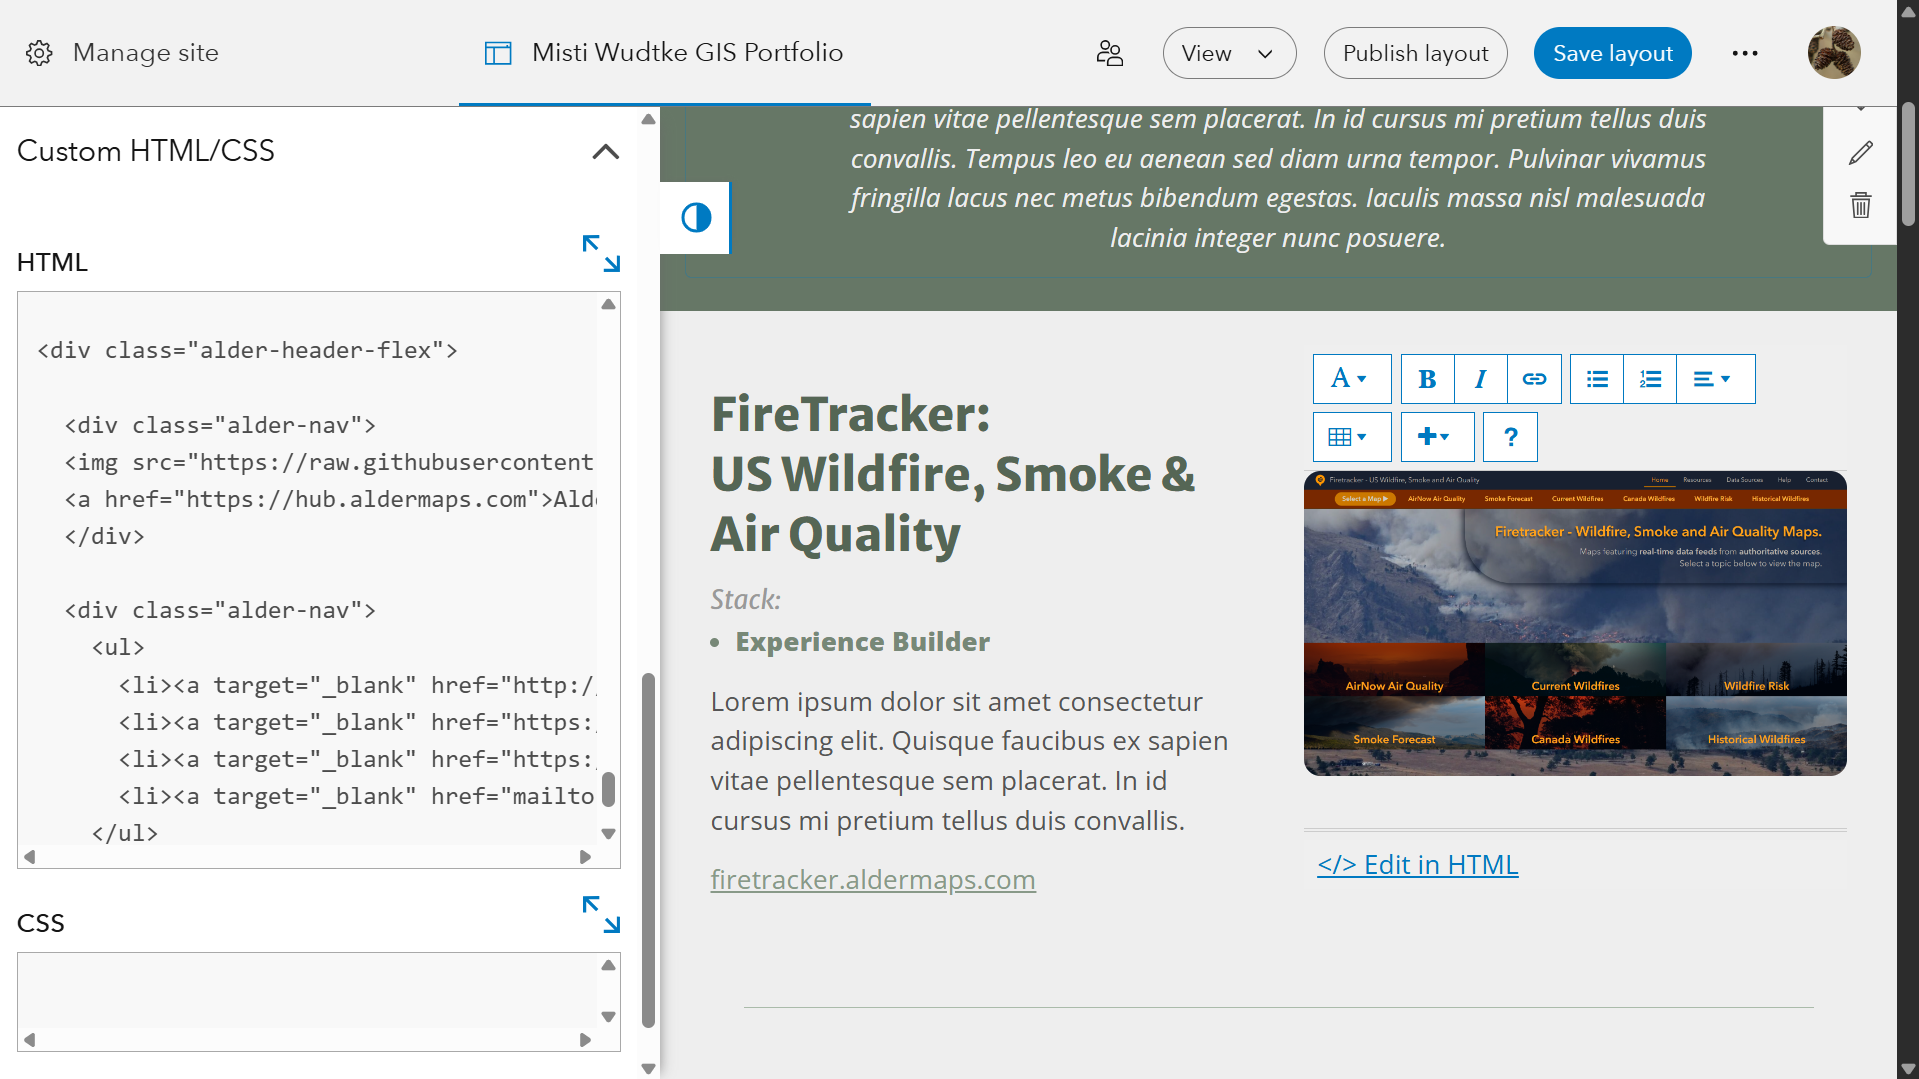 Manage site
Misti Wudtke GIS Portfolio
View
Publish layout
Save layout
Custom HTML/CSS
HTML
<div class="alder-header-flex">
<div class="alder-nav">
<img src="https://raw.githubusercontent
<a href="https://hub.aldermaps.com">Ald
</div>
<div class="alder-nav">
<ul>
<li><a target="_blank" href="http:/
<li><a target="_blank" href="https:
<li><a target="_blank" href="https:
<li><a target="_blank" href="mailto
</ul>
CSS
sapien vitae pellentesque sem placerat. In id cursus mi pretium tellus duis
convallis. Tempus leo eu aenean sed diam urna tempor. Pulvinar vivamus
fringilla lacus nec metus bibendum egestas. Iaculis massa nisl malesuada
lacinia integer nunc posuere.
FireTracker:
US Wildfire, Smoke &
Air Quality
Stack:
• Experience Builder
Lorem ipsum dolor sit amet consectetur
adipiscing elit. Quisque faucibus ex sapien
vitae pellentesque sem placerat. In id
cursus mi pretium tellus duis convallis.
firetracker.aldermaps.com
A B I
?
Firetracker - US Wildfire, Smoke and Air Quality
Home Resources Data Sources Help Contact
Select a Map AirNow Air Quality Smoke Forecast Current Wildfires Canada Wildfires Wildfire Risk Historical Wildfires
Firetracker - Wildfire, Smoke and Air Quality Maps.
Maps featuring real-time data feeds from authoritative sources.
Select a topic below to view the map.
AirNow Air Quality Current Wildfires Wildfire Risk
Smoke Forecast Canada Wildfires Historical Wildfires
</> Edit in HTML